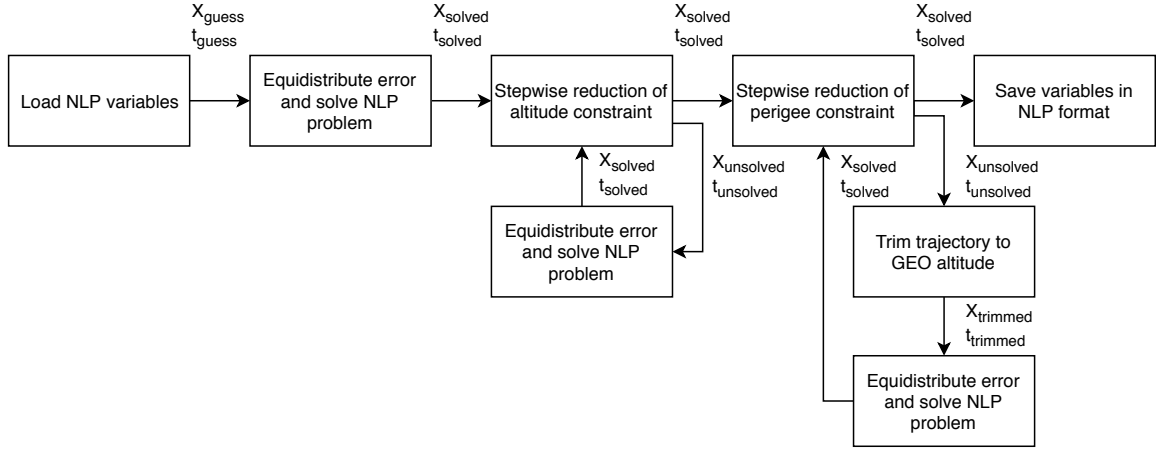 X_guess
t_guess
X_solved
t_solved
X_solved
t_solved
X_solved
t_solved
Load NLP variables
Equidistribute error
and solve NLP
problem
Stepwise reduction of
altitude constraint
Stepwise reduction of
perigee constraint
Save variables in
NLP format
X_solved
t_solved
X_unsolved
t_unsolved
X_solved
t_solved
X_unsolved
t_unsolved
Equidistribute error
and solve NLP
problem
Trim trajectory to
GEO altitude
X_trimmed
t_trimmed
Equidistribute error
and solve NLP
problem